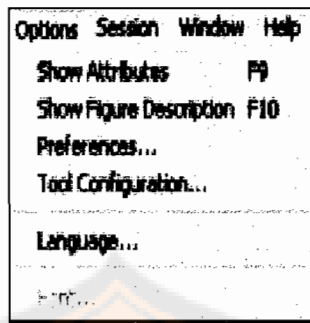 Options Session Window Help
Show Attributes F9
Show Figure Description F10
Preferences...
Tool Configuration...
Language...